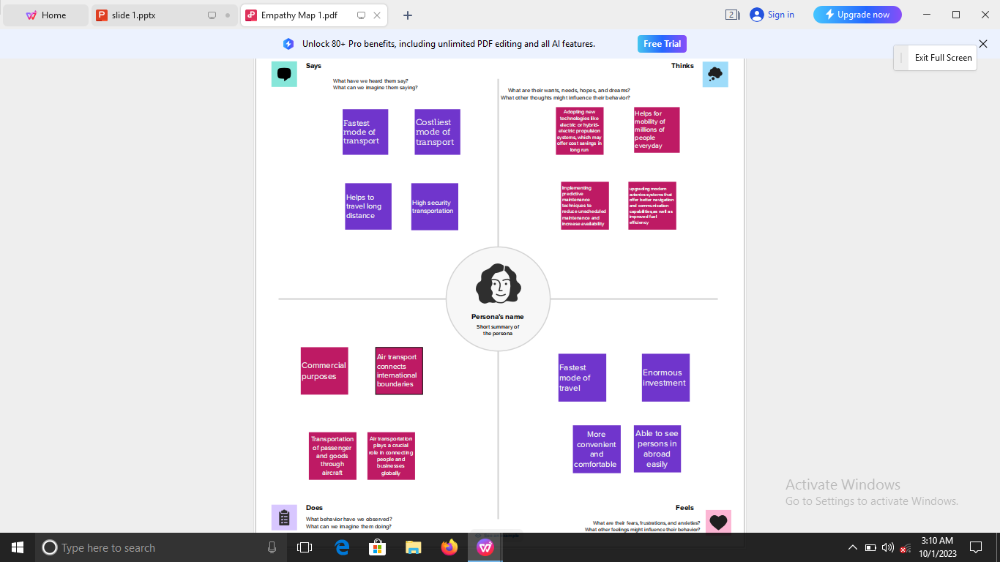 Home
slide 1.pptx
Empathy Map 1.pdf
2
Sign in
Upgrade now
Unlock 80+ Pro benefits, including unlimited PDF editing and all AI features.
Free Trial
Exit Full Screen
Says
What have we heard them say?
What can we imagine them saying?
Fastest
mode of
transport
Costliest
mode of
transport
Helps to
travel long
distance
High security
transportation
Thinks
What are their wants, needs, hopes, and dreams?
What other thoughts might influence their behavior?
Adopting new
technologies like
electric or hybrid-
electric propulsion
systems, which may
offer cost savings in
long run
Helps for
mobility of
millions of
people
everyday
Implementing
predictive
maintenance
techniques to
reduce unscheduled
maintenance and
increase availability
upgrading modern
avionics systems that
offer better navigation
and communication
capabilities,as well as
improved fuel
efficiency
Persona's name
Short summary of
the persona
Commercial
purposes
Air transport
connects
international
boundaries
Transportation
of passenger
and goods
through
aircraft
Air transportation
plays a crucial
role in connecting
people and
businesses
globally
Does
What behavior have we observed?
What can we imagine them doing?
Fastest
mode of
travel
Enormous
investment
More
convenient
and
comfortable
Able to see
persons in
abroad
easily
Feels
What are their fears, frustrations, and anxieties?
What other feelings might influence their behavior?
Activate Windows
Go to Settings to activate Windows.
Type here to search
3:10 AM
10/1/2023